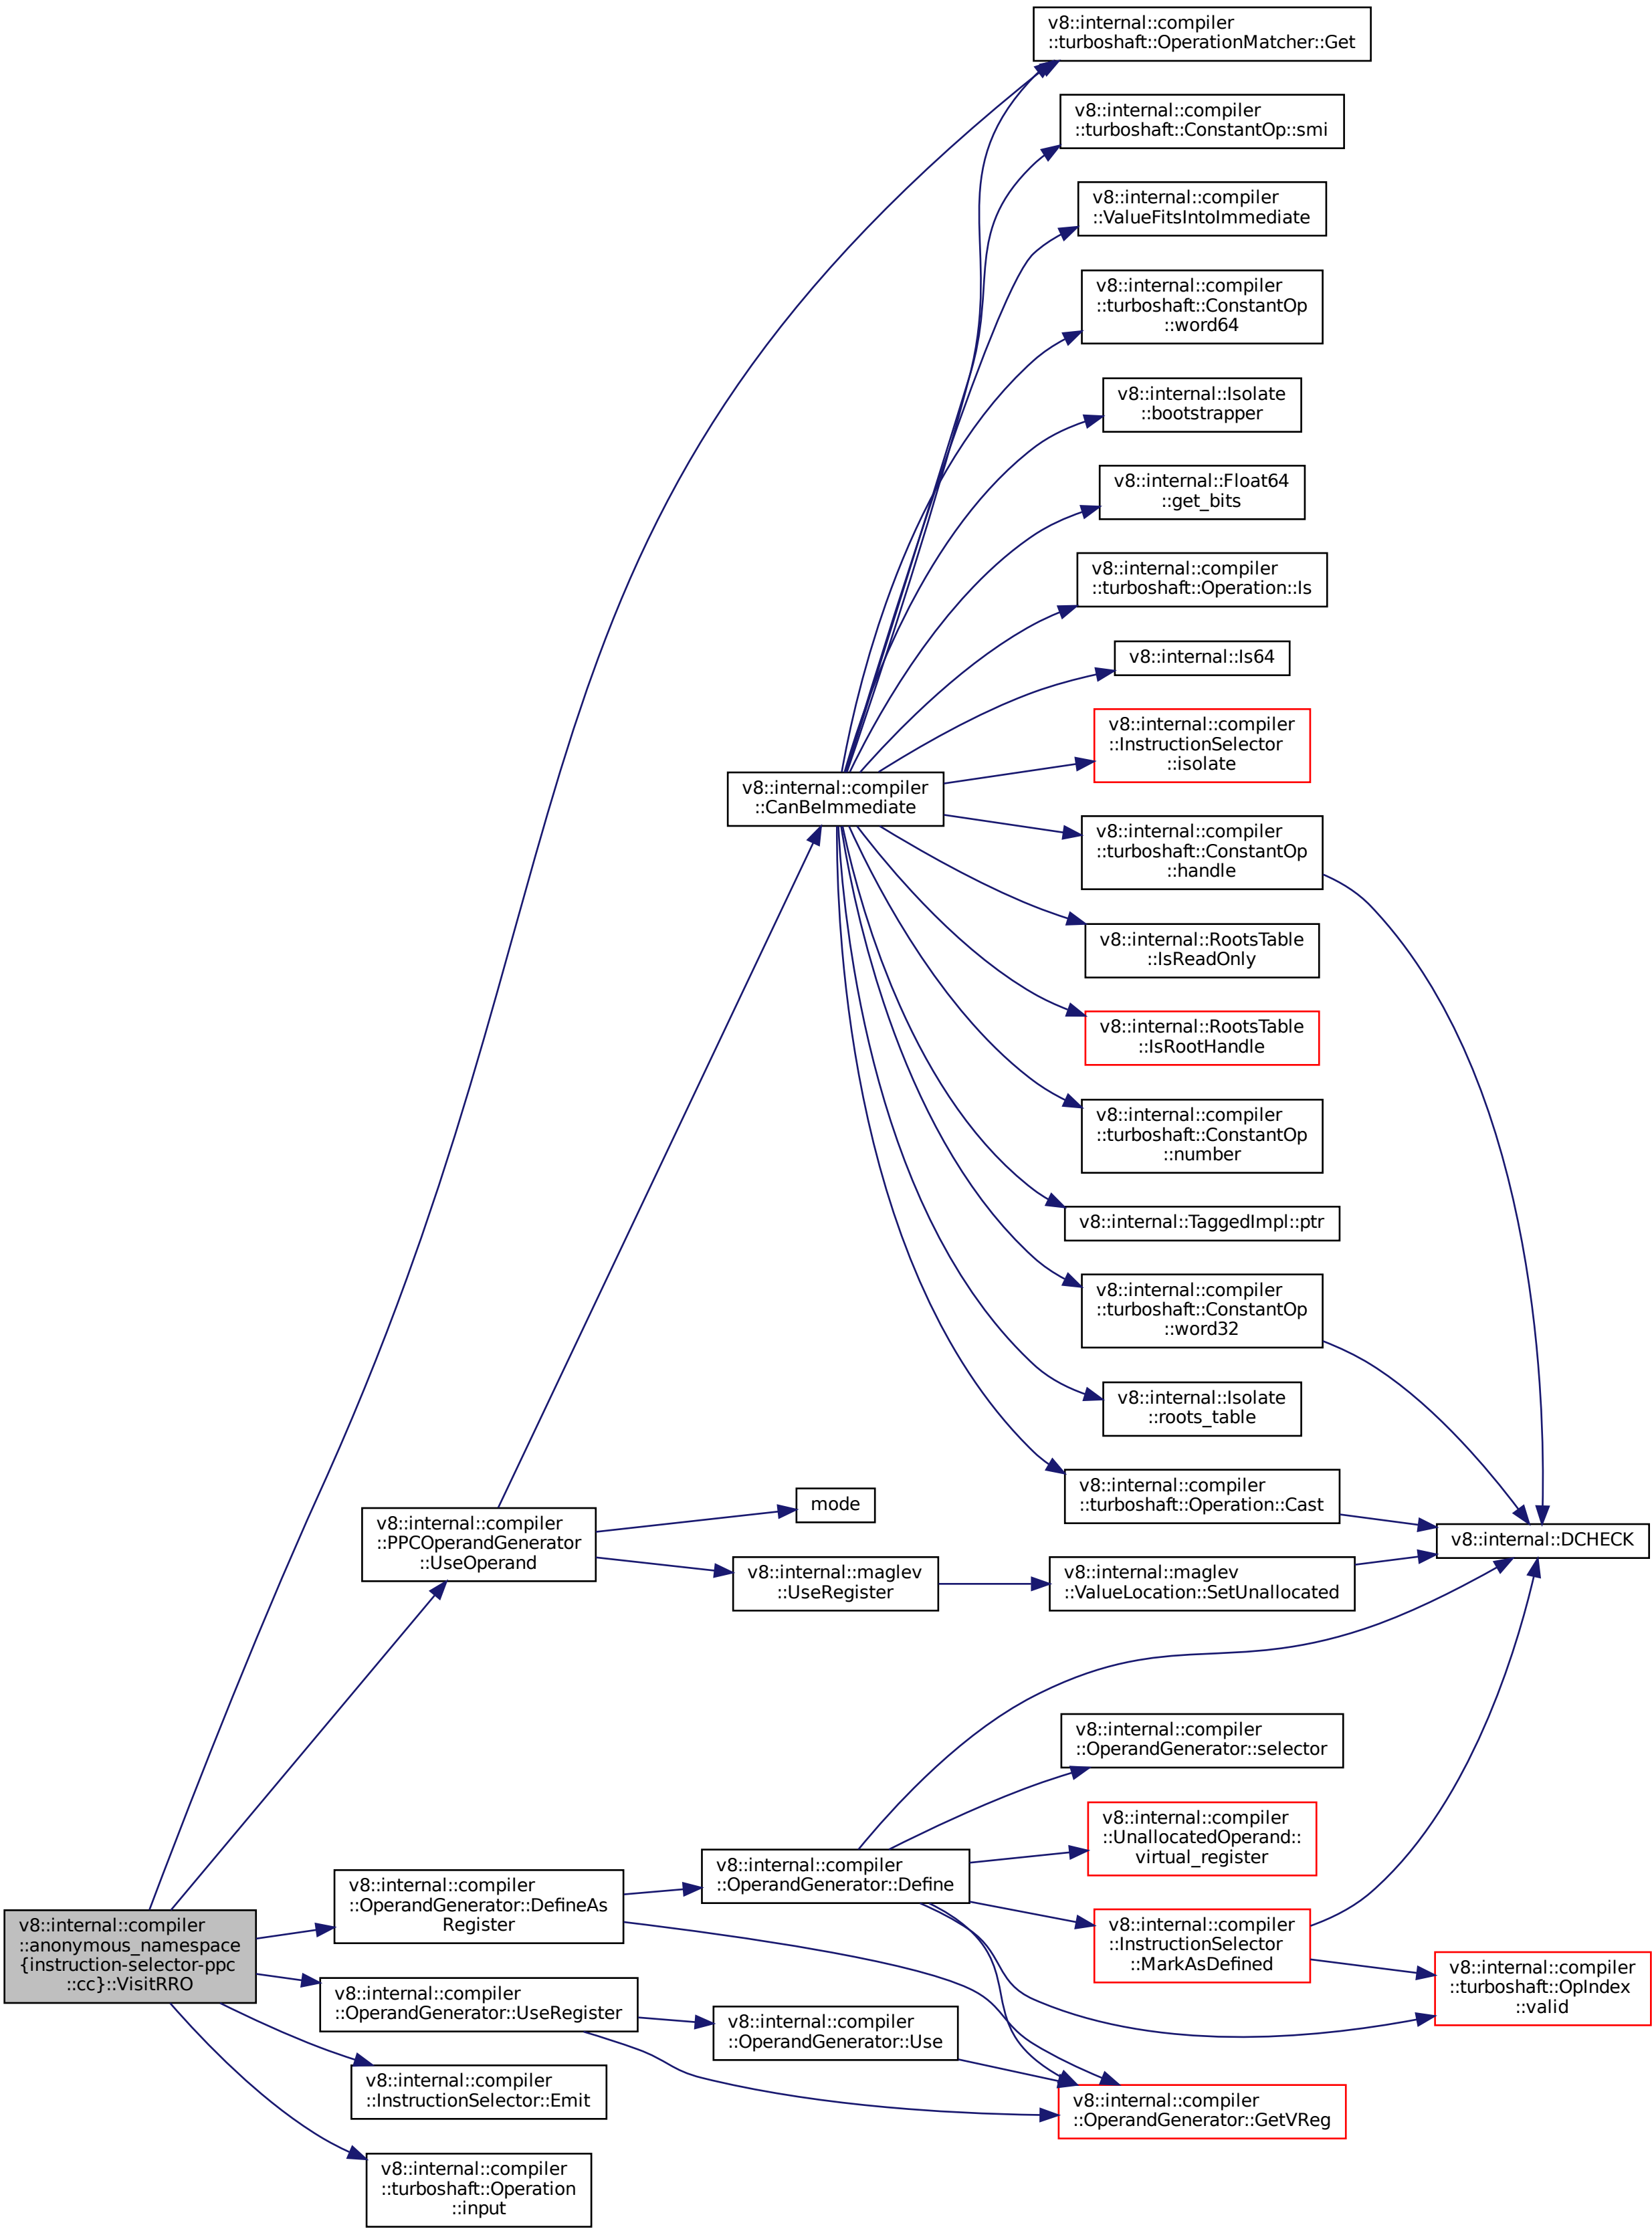 v8::internal::compiler
::turboshaft::OperationMatcher::Get
v8::internal::compiler
::turboshaft::ConstantOp::smi
v8::internal::compiler
::ValueFitsIntoImmediate
v8::internal::compiler
::turboshaft::ConstantOp
::word64
v8::internal::Isolate
::bootstrapper
v8::internal::Float64
::get_bits
v8::internal::compiler
::turboshaft::Operation::Is
v8::internal::Is64
v8::internal::compiler
::InstructionSelector
::isolate
v8::internal::compiler
::CanBeImmediate
v8::internal::compiler
::turboshaft::ConstantOp
::handle
v8::internal::RootsTable
::IsReadOnly
v8::internal::RootsTable
::IsRootHandle
v8::internal::compiler
::turboshaft::ConstantOp
::number
v8::internal::TaggedImpl::ptr
v8::internal::compiler
::turboshaft::ConstantOp
::word32
v8::internal::Isolate
::roots_table
v8::internal::compiler
::turboshaft::Operation::Cast
mode
v8::internal::compiler
::PPCOperandGenerator
::UseOperand
v8::internal::DCHECK
v8::internal::maglev
::UseRegister
v8::internal::maglev
::ValueLocation::SetUnallocated
v8::internal::compiler
::OperandGenerator::selector
v8::internal::compiler
::UnallocatedOperand::
virtual_register
v8::internal::compiler
::OperandGenerator::Define
v8::internal::compiler
::OperandGenerator::DefineAs
Register
v8::internal::compiler
::InstructionSelector
::MarkAsDefined
v8::internal::compiler
::anonymous_namespace
{instruction-selector-ppc
::cc}::VisitRRO
v8::internal::compiler
::turboshaft::OpIndex
::valid
v8::internal::compiler
::OperandGenerator::UseRegister
v8::internal::compiler
::OperandGenerator::Use
v8::internal::compiler
::InstructionSelector::Emit
v8::internal::compiler
::OperandGenerator::GetVReg
v8::internal::compiler
::turboshaft::Operation
::input